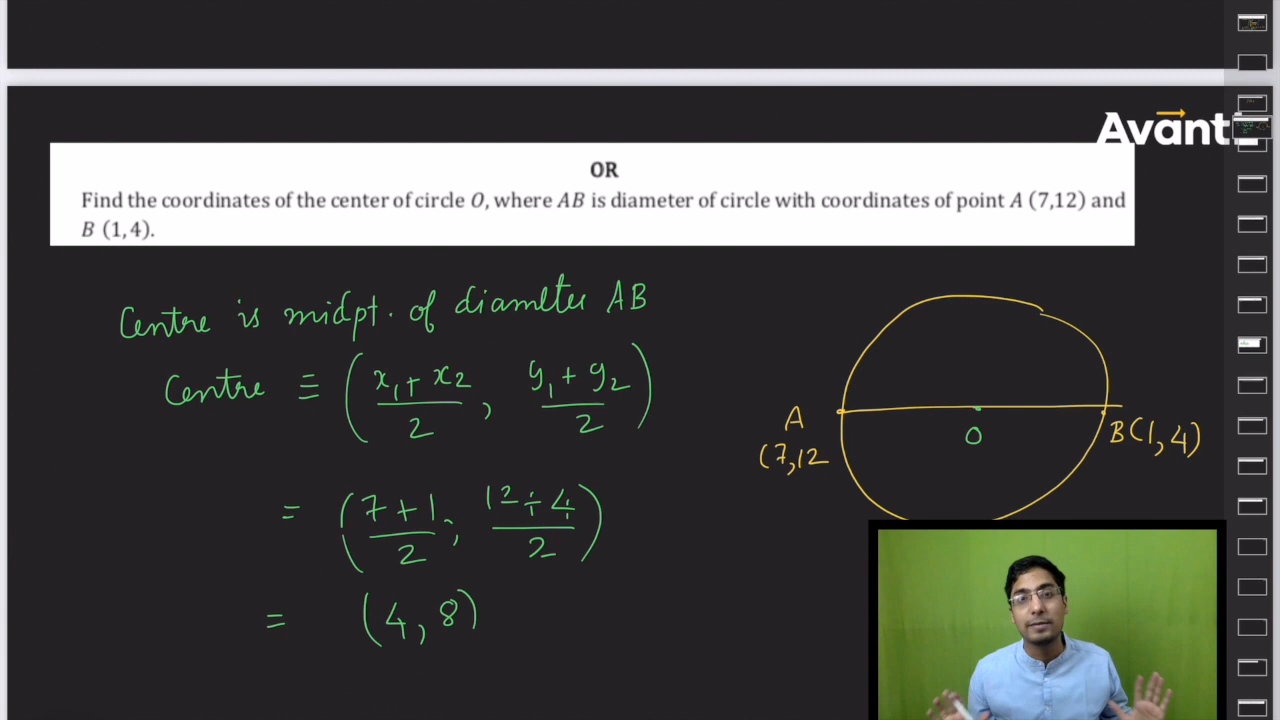 Avant
OR
Find the coordinates of the center of circle O, where AB is diameter of circle with coordinates of point A (7,12) and
B (1, 4).
Centre is midpt. of diameter AB
Centre ≡ (x₁ + x₂ / 2 , y₁ + y₂ / 2)
= (7 + 1 / 2 , 12 + 4 / 2)
= (4, 8)
A
(7,12
O
B(1, 4)